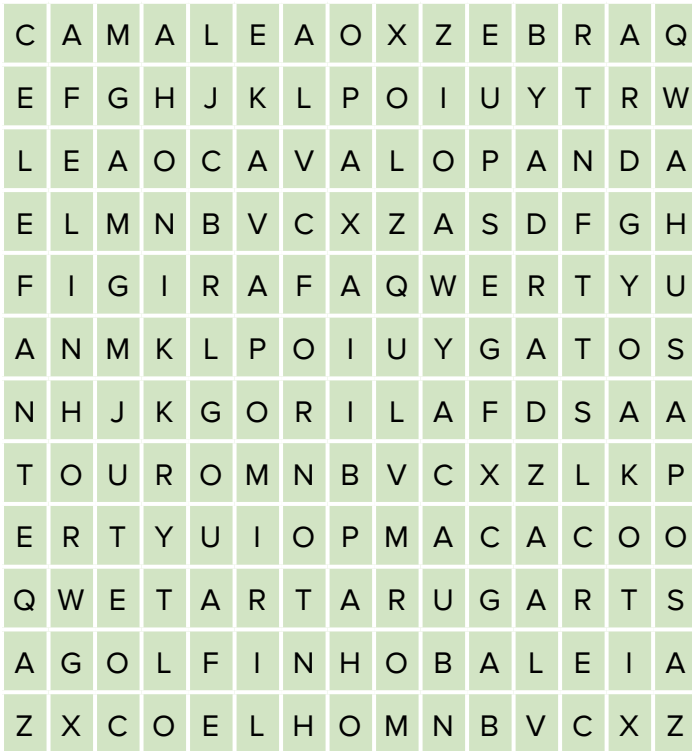 C A M A L E A O X Z E B R A Q
E F G H J K L P O I U Y T R W
L E A O C A V A L O P A N D A
E L M N B V C X Z A S D F G H
F I G I R A F A Q W E R T Y U
A N M K L P O I U Y G A T O S
N H J K G O R I L A F D S A A
T O U R O M N B V C X Z L K P
E R T Y U I O P M A C A C O O
Q W E T A R T A R U G A R T S
A G O L F I N H O B A L E I A
Z X C O E L H O M N B V C X Z